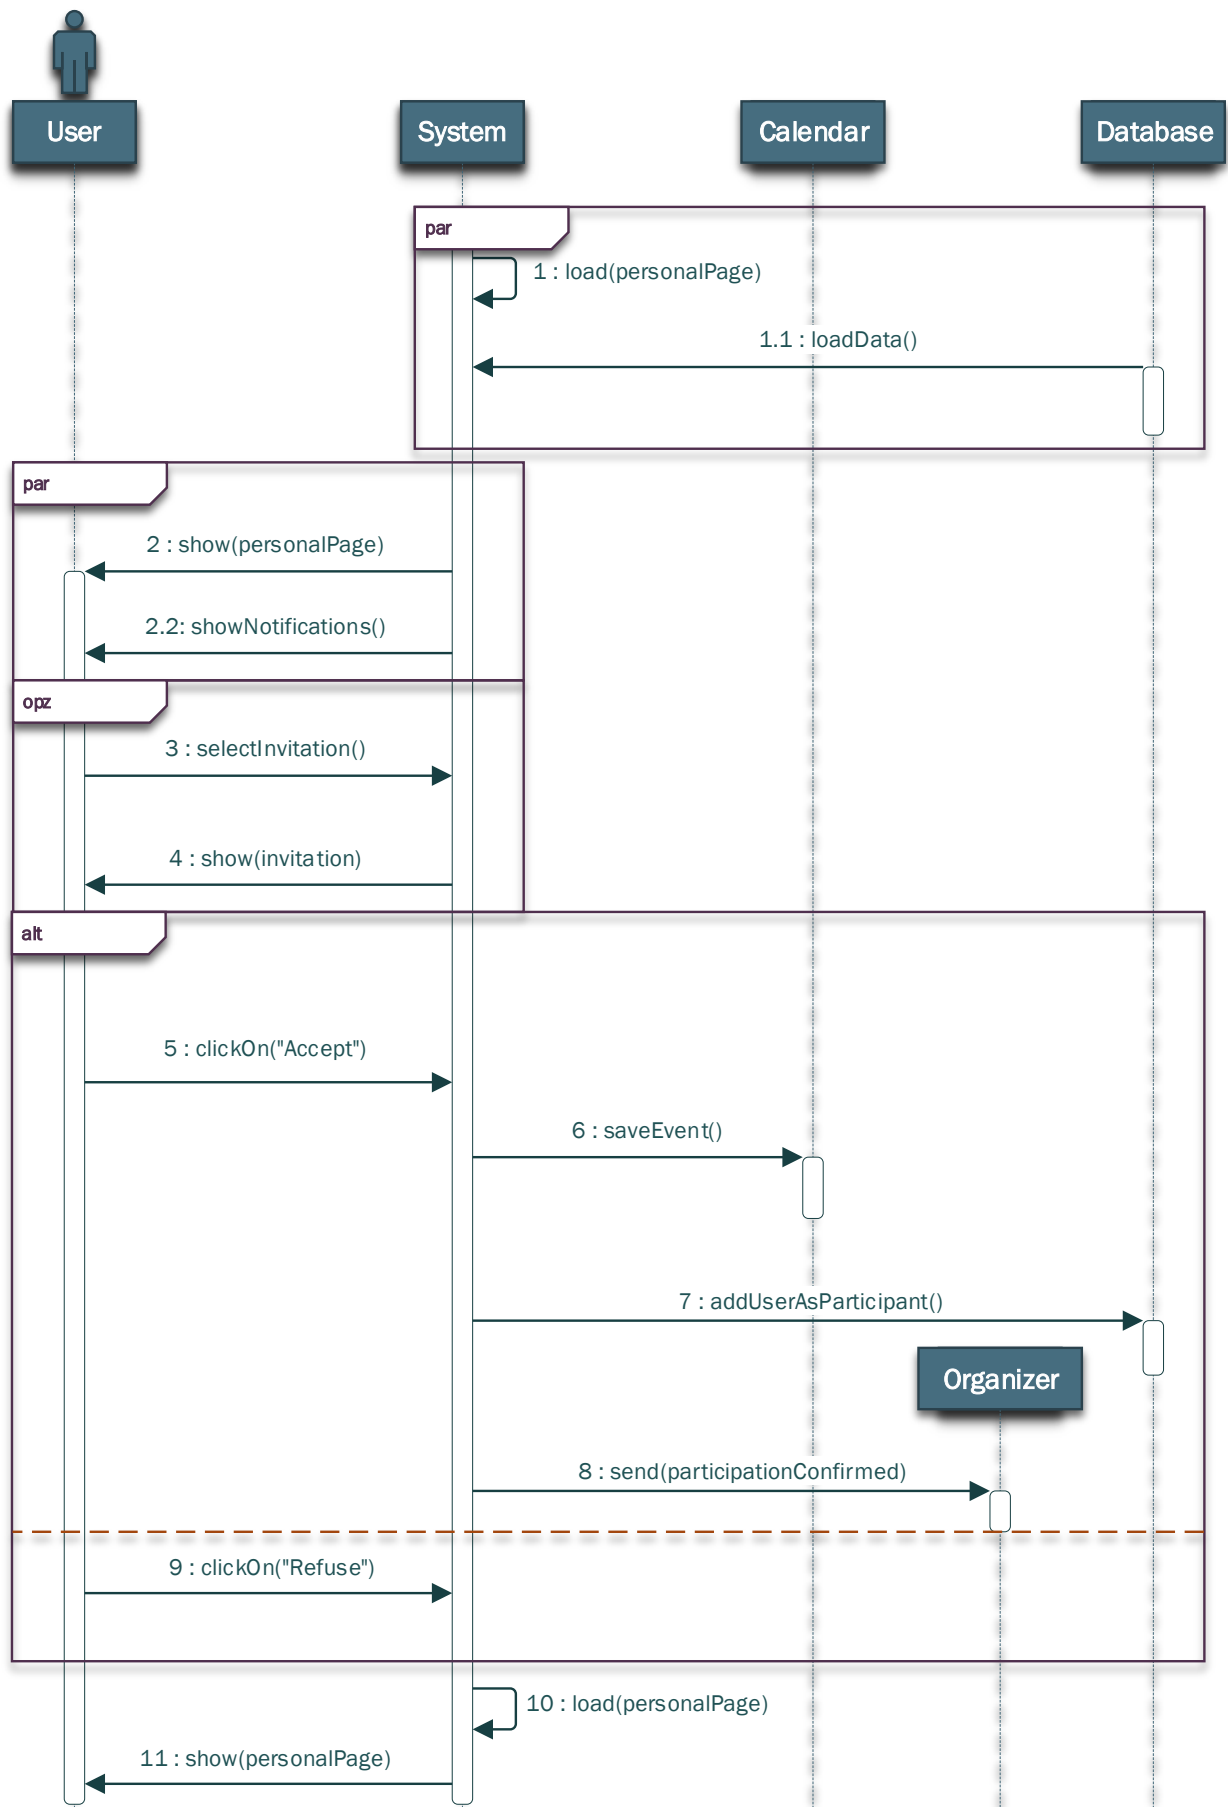 User
System
Calendar
Database
par
1 : load(personalPage)
1.1 : loadData()
par
2 : show(personalPage)
2.2: showNotifications()
opz
3 : selectInvitation()
4 : show(invitation)
alt
5 : clickOn("Accept")
6 : saveEvent()
7 : addUserAsParticipant()
Organizer
8 : send(participationConfirmed)
9 : clickOn("Refuse")
10 : load(personalPage)
11 : show(personalPage)